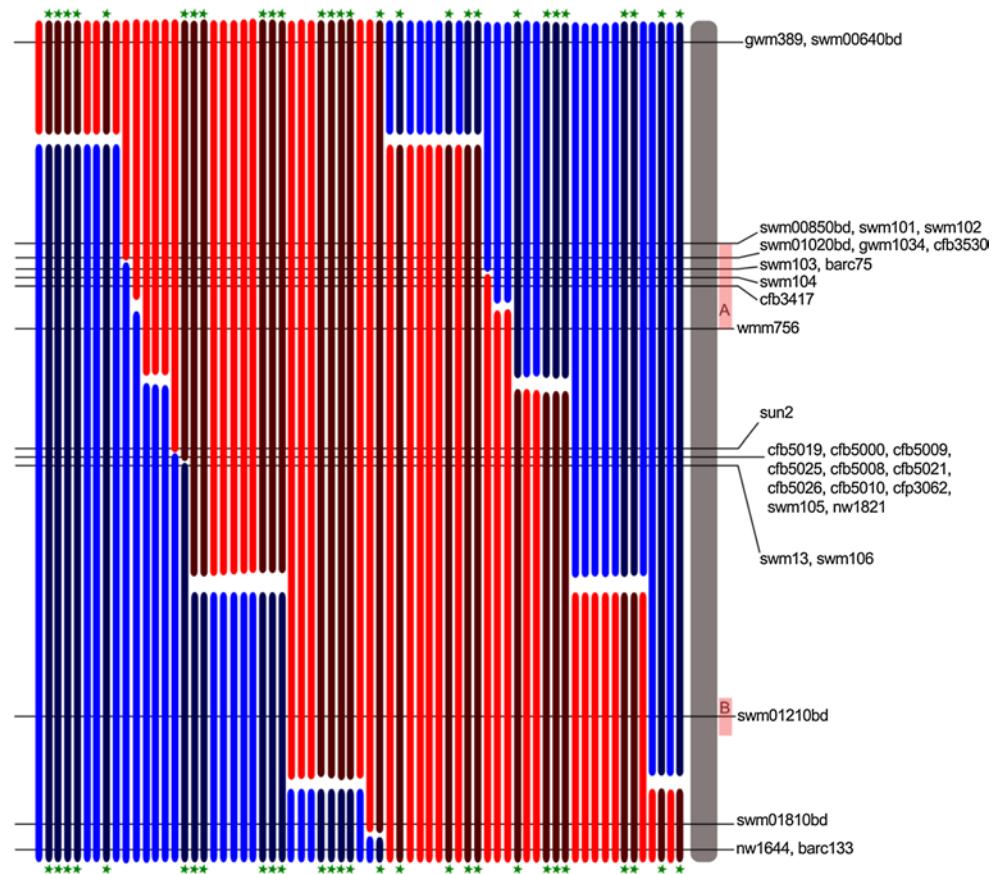 gwm389, swm00640bd
swm00850bd, swm101, swm102
swm01020bd, gwm1034, cfb3530
swm103, barc75
swm104
cfb3417
A
wmm756
sun2
cfb5019, cfb5000, cfb5009,
cfb5025, cfb5008, cfb5021,
cfb5026, cfb5010, cfp3062,
swm105, nw1821
swm13, swm106
B
swm01210bd
swm01810bd
nw1644, barc133